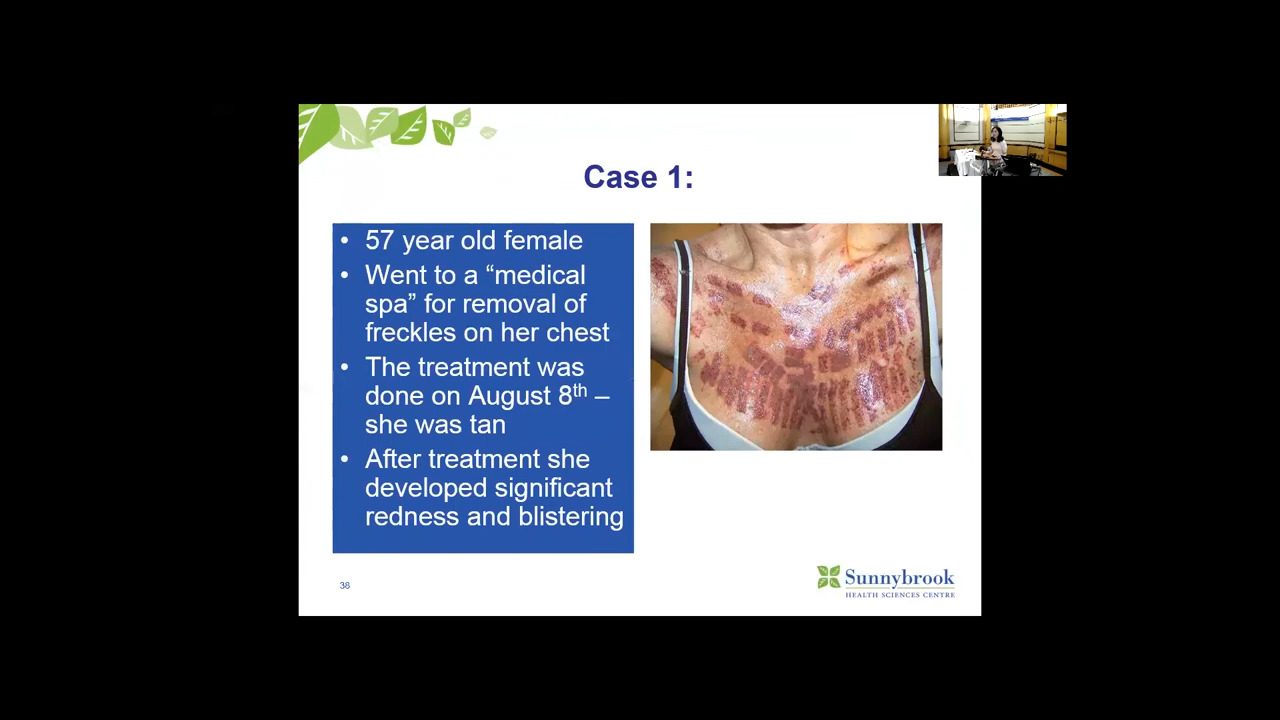 Case 1:
• 57 year old female
• Went to a “medical
spa” for removal of
freckles on her chest
• The treatment was
done on August 8th –
she was tan
• After treatment she
developed significant
redness and blistering
38
Sunnybrook
HEALTH SCIENCES CENTRE